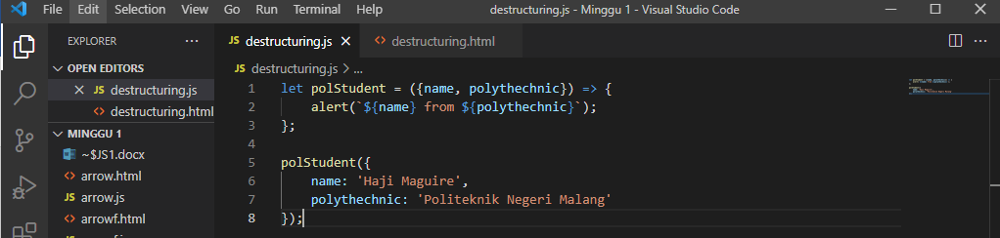 File Edit Selection View Go Run Terminal Help destructuring.js - Minggu 1 - Visual Studio Code
EXPLORER
OPEN EDITORS
JS destructuring.js
<> destructuring.html
MINGGU 1
~$JS1.docx
<> arrow.html
JS arrow.js
<> arrowf.html
JS destructuring.js
<> destructuring.html
JS destructuring.js > ...
1 let polStudent = ({name, polythechnic}) => {
2     alert(`${name} from ${polythechnic}`);
3 };
4
5 polStudent({
6     name: 'Haji Maguire',
7     polythechnic: 'Politeknik Negeri Malang'
8 });